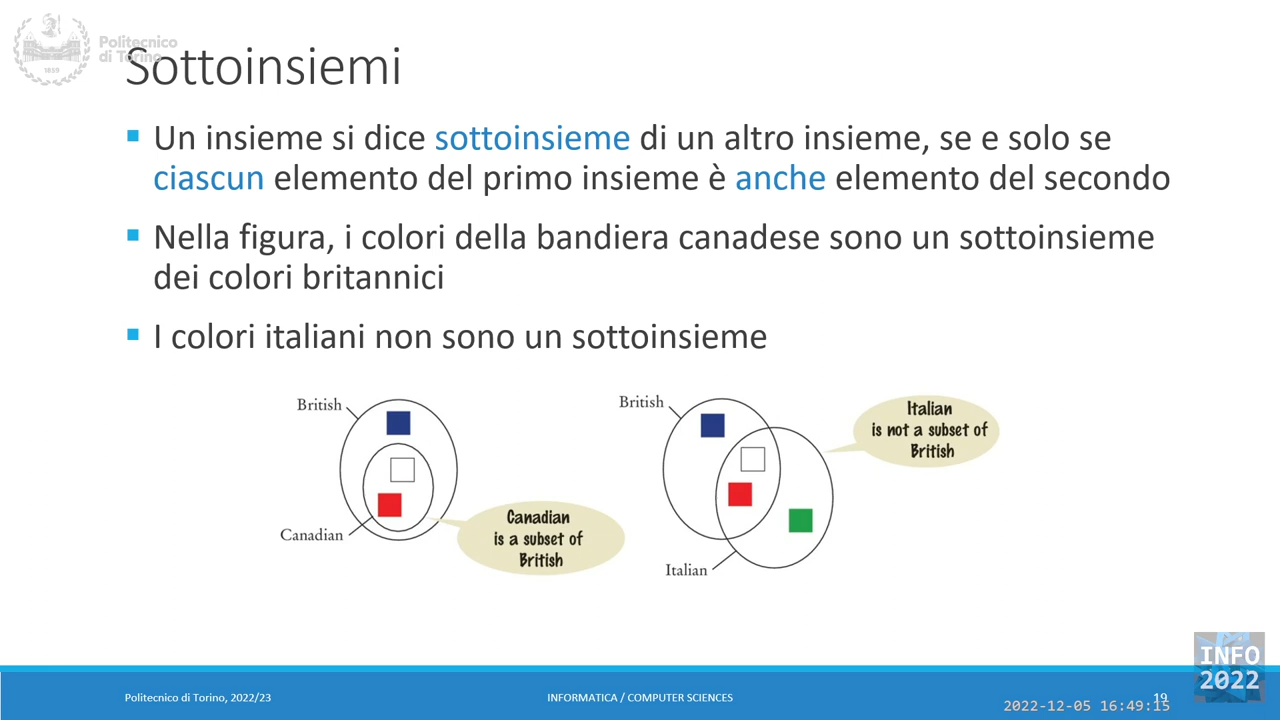 Politecnico
di Torino
1859
Sottoinsiemi
Un insieme si dice sottoinsieme di un altro insieme, se e solo se
ciascun elemento del primo insieme è anche elemento del secondo
Nella figura, i colori della bandiera canadese sono un sottoinsieme
dei colori britannici
I colori italiani non sono un sottoinsieme
British
Canadian
Canadian
is a subset of
British
British
Italian
Italian
is not a subset of
British
Politecnico di Torino, 2022/23
INFORMATICA / COMPUTER SCIENCES
19
INFO
2022
2022-12-05 16:49:15